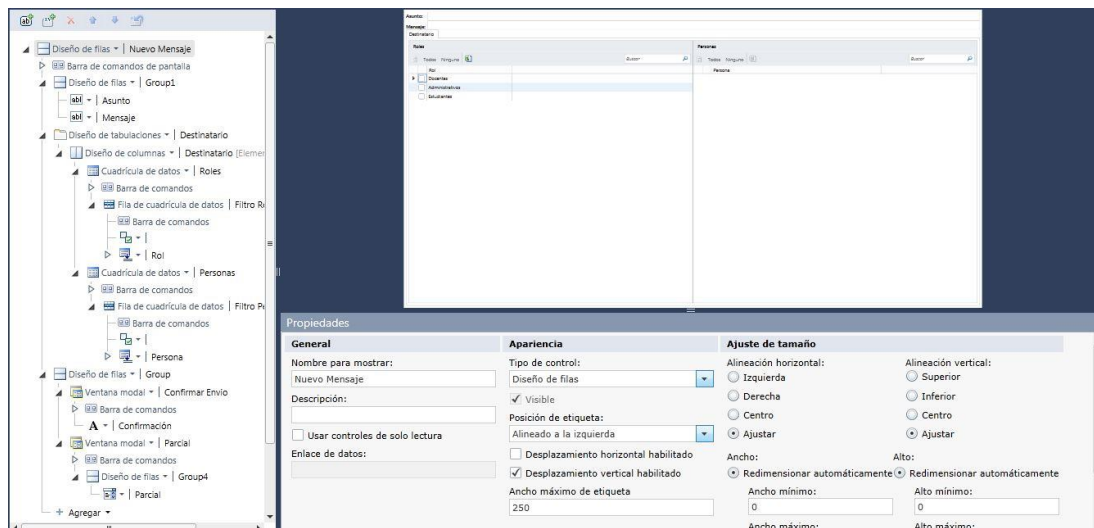 Diseño de filas | Nuevo Mensaje
Barra de comandos de pantalla
Diseño de filas | Group1
abl | Asunto
abl | Mensaje
Diseño de tabulaciones | Destinatario
Diseño de columnas | Destinatario [Elemen
Cuadrícula de datos | Roles
Barra de comandos
Fila de cuadrícula de datos | Filtro Ro
Barra de comandos
|
| Rol
Cuadrícula de datos | Personas
Barra de comandos
Fila de cuadrícula de datos | Filtro Pe
Barra de comandos
|
| Persona
Diseño de filas | Group
Ventana modal | Confirmar Envío
Barra de comandos
A | Confirmación
Ventana modal | Parcial
Barra de comandos
Diseño de filas | Group4
| Parcial
+ Agregar
Asunto:
Mensaje:
Destinatario
Roles
Todos Ninguno
Buscar
Rol
Docentes
Administrativos
Estudiantes
Personas
Todos Ninguno
Buscar
Persona
Propiedades
General
Nombre para mostrar:
Nuevo Mensaje
Descripción:
Usar controles de solo lectura
Enlace de datos:
Apariencia
Tipo de control:
Diseño de filas
Visible
Posición de etiqueta:
Alineado a la izquierda
Desplazamiento horizontal habilitado
Desplazamiento vertical habilitado
Ancho máximo de etiqueta
250
Ajuste de tamaño
Alineación horizontal:
Izquierda
Derecha
Centro
Ajustar
Ancho:
Redimensionar automáticamente
Ancho mínimo:
0
Ancho máximo:
Alineación vertical:
Superior
Inferior
Centro
Ajustar
Alto:
Redimensionar automáticamente
Alto mínimo:
0
Alto máximo: